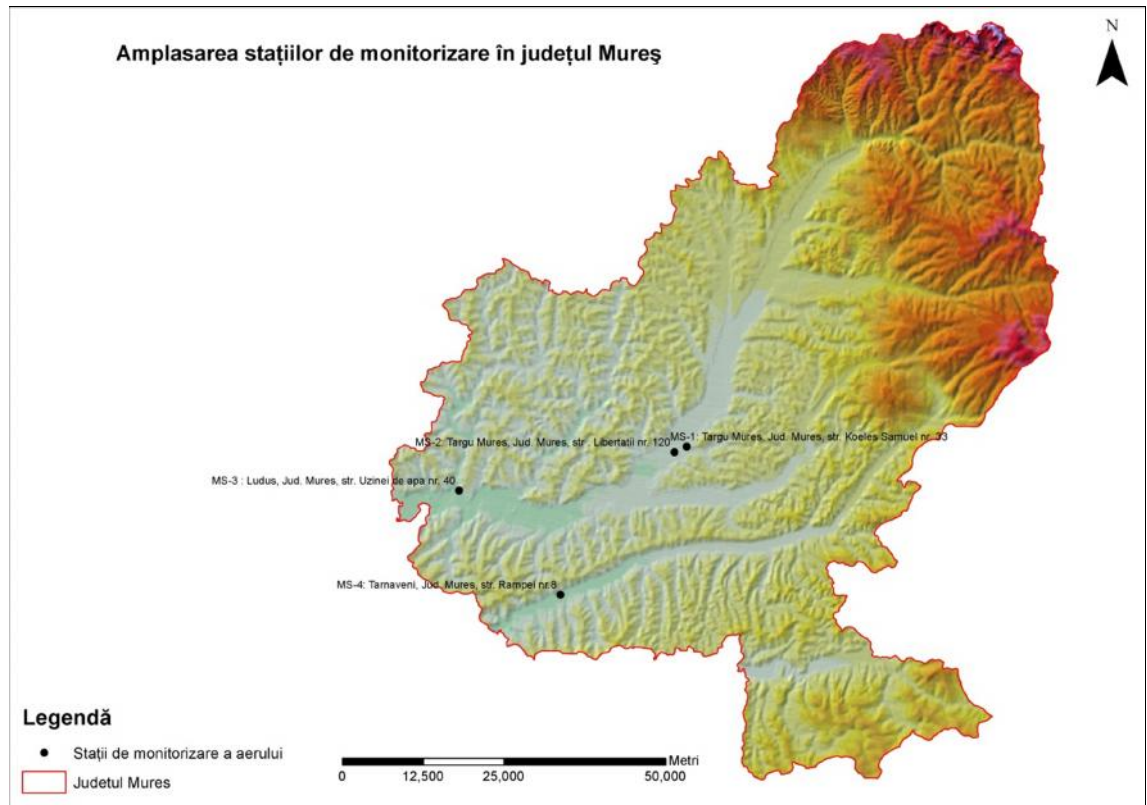 N
Amplasarea stațiilor de monitorizare în județul Mureş
MS-2: Targu Mures, Jud. Mures, str . Libertatii nr. 120
MS-1: Targu Mures, Jud. Mures, str. Koeles Samuel nr. 33
MS-3 : Ludus, Jud. Mures, str. Uzinei de apa nr. 40
MS-4: Tarnaveni, Jud. Mures, str. Rampei nr.8
Legendă
Stații de monitorizare a aerului
Judetul Mures
Metri
0 12,500 25,000 50,000